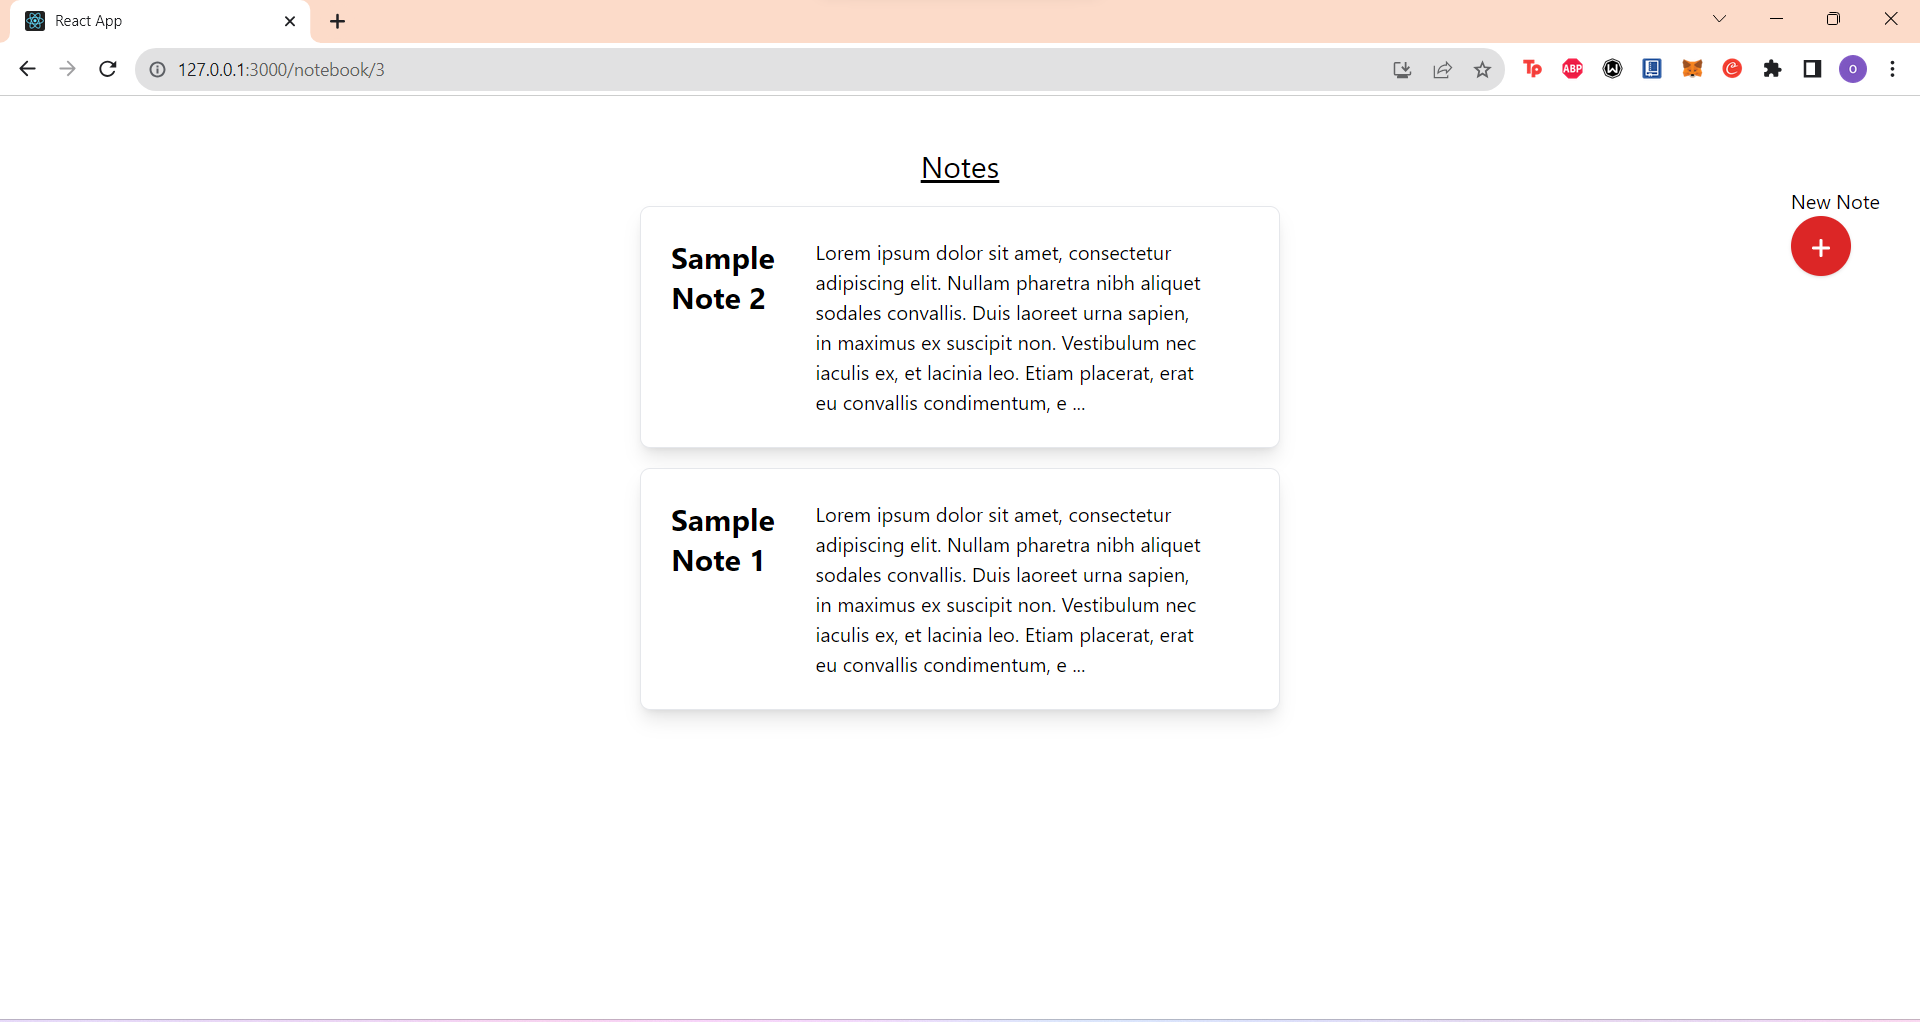 React App
127.0.0.1:3000/notebook/3
Tp
ABP
O
Notes
New Note
+
Sample
Note 2
Lorem ipsum dolor sit amet, consectetur
adipiscing elit. Nullam pharetra nibh aliquet
sodales convallis. Duis laoreet urna sapien,
in maximus ex suscipit non. Vestibulum nec
iaculis ex, et lacinia leo. Etiam placerat, erat
eu convallis condimentum, e ...
Sample
Note 1
Lorem ipsum dolor sit amet, consectetur
adipiscing elit. Nullam pharetra nibh aliquet
sodales convallis. Duis laoreet urna sapien,
in maximus ex suscipit non. Vestibulum nec
iaculis ex, et lacinia leo. Etiam placerat, erat
eu convallis condimentum, e ...